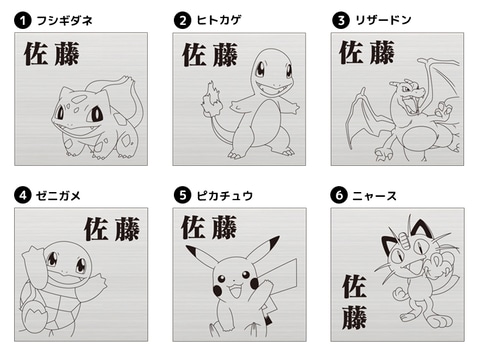 1 フシギダネ
佐藤
2 ヒトカゲ
佐藤
3 リザードン
佐藤
4 ゼニガメ
佐藤
5 ピカチュウ
佐藤
6 ニャース
佐藤